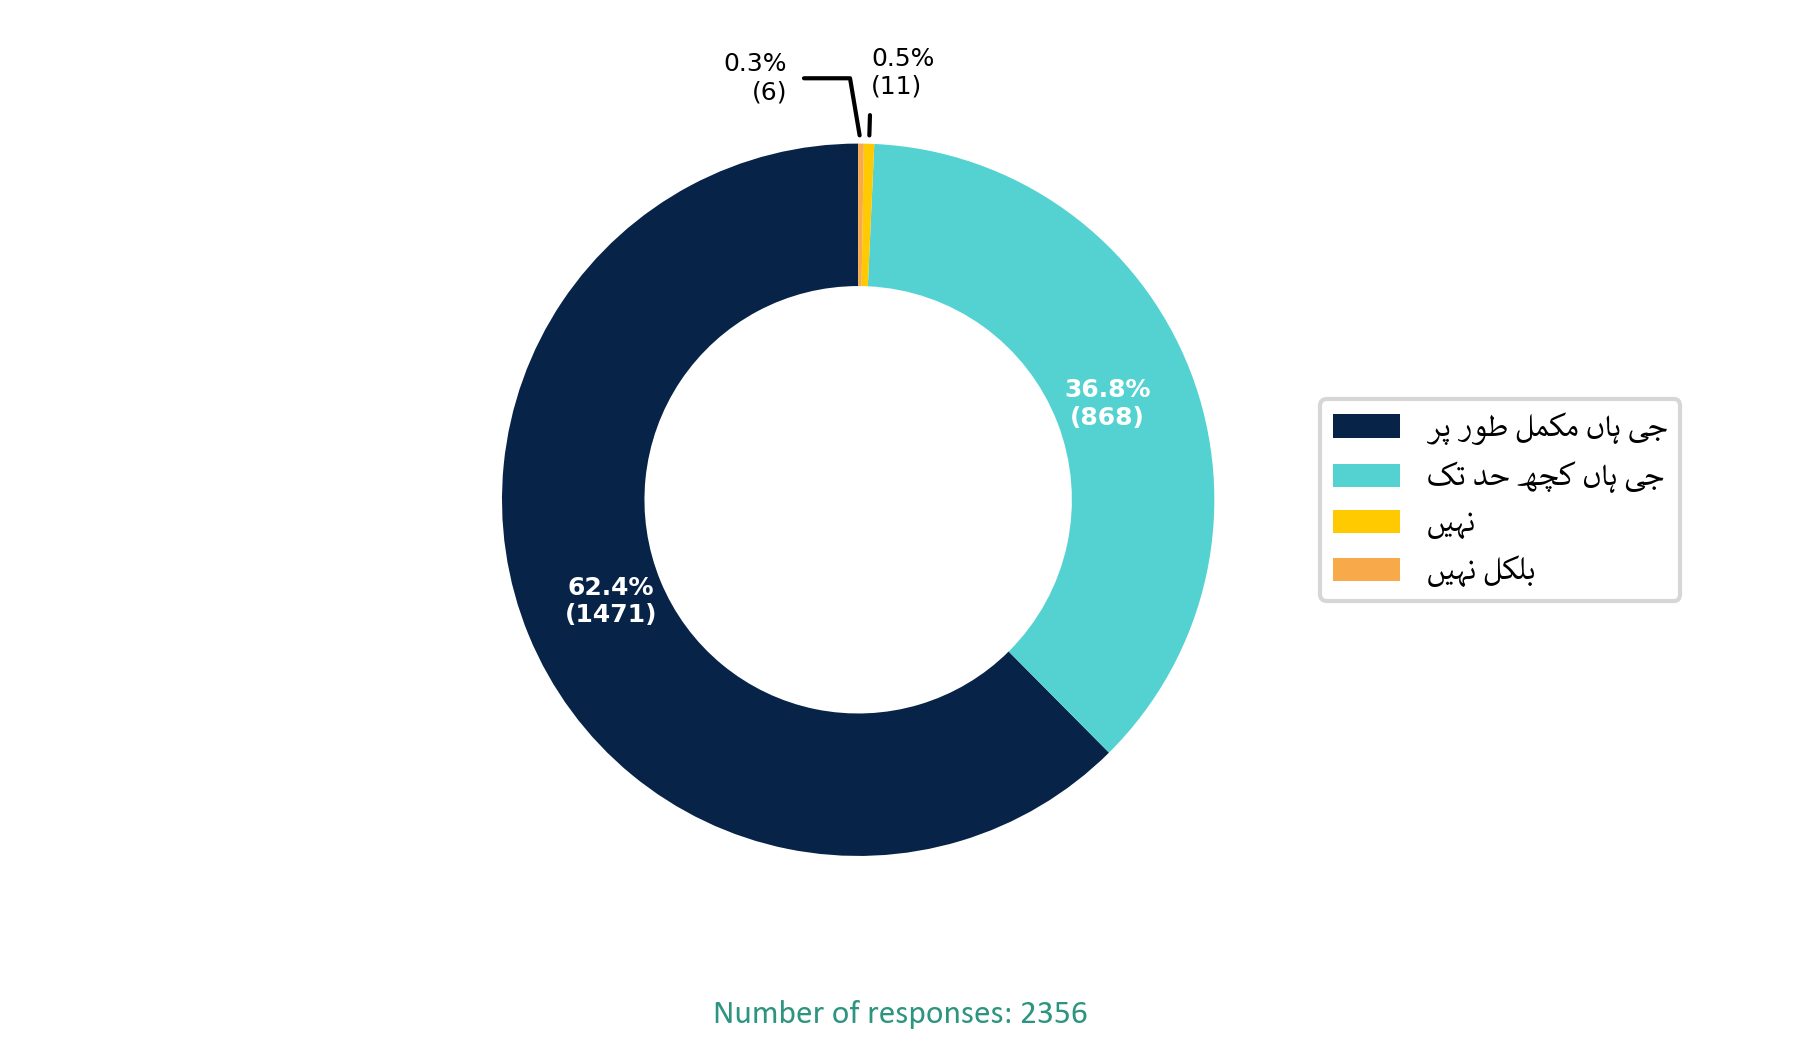 0.3%
(6)
0.5%
(11)
36.8%
(868)
62.4%
(1471)
جی ہاں مکمل طور پر
جی ہاں کچھ حد تک
نہیں
بلکل نہیں
Number of responses: 2356